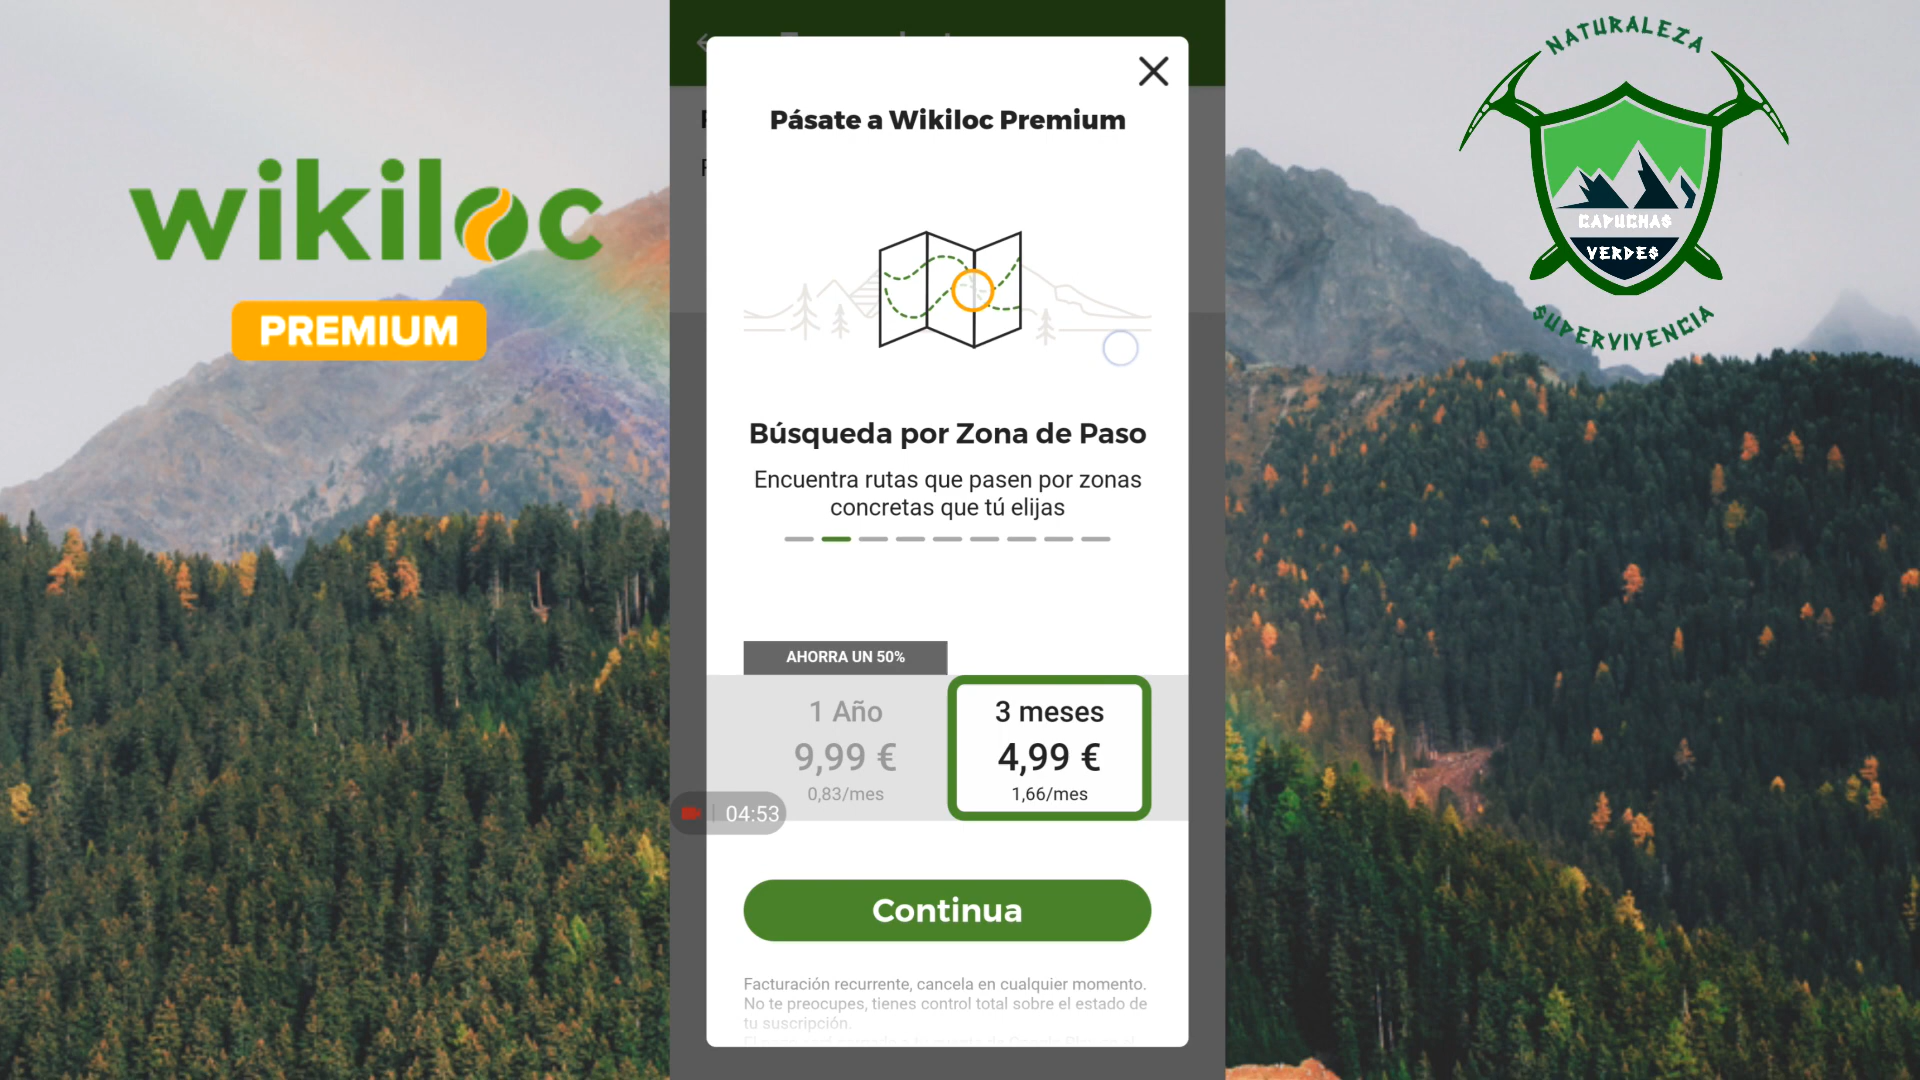 wikiloc
PREMIUM
Pásate a Wikiloc Premium
Búsqueda por Zona de Paso
Encuentra rutas que pasen por zonas
concretas que tú elijas
AHORRA UN 50%
1 Año
9,99 €
0,83/mes
3 meses
4,99 €
1,66/mes
04:53
Continua
Facturación recurrente, cancela en cualquier momento.
No te preocupes, tienes control total sobre el estado de
tu suscripción.
NATURALEZA
CAPUCHAS
VERDES
SUPERVIVENCIA